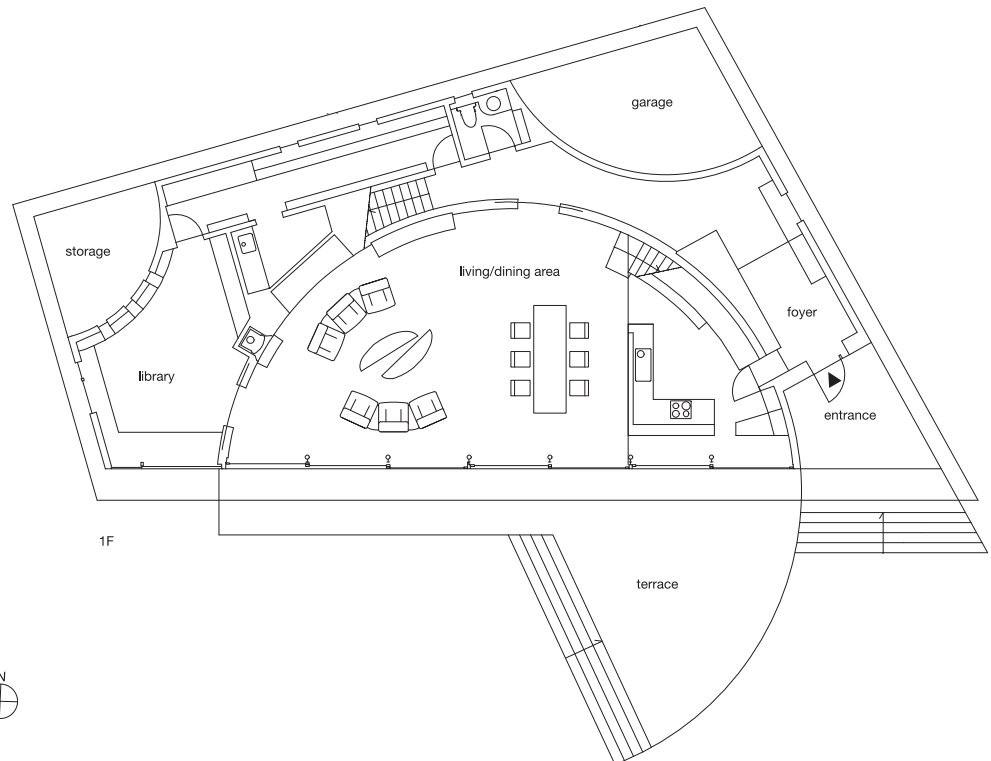 garage
storage
living/dining area
foyer
library
entrance
1F
terrace
N